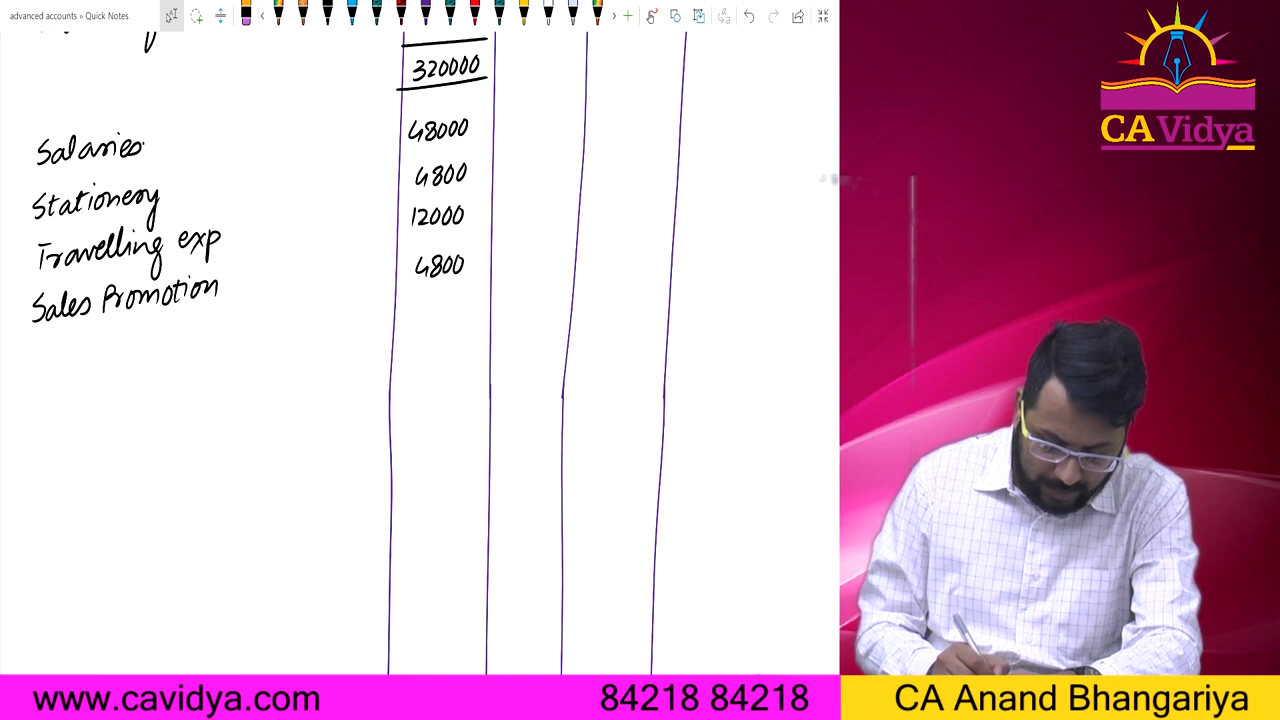 advanced accounts » Quick Notes
320000
Salaries 48000
Stationery 4800
Travelling exp 12000
Sales Promotion 4800
CA Vidya
www.cavidya.com 84218 84218 CA Anand Bhangariya